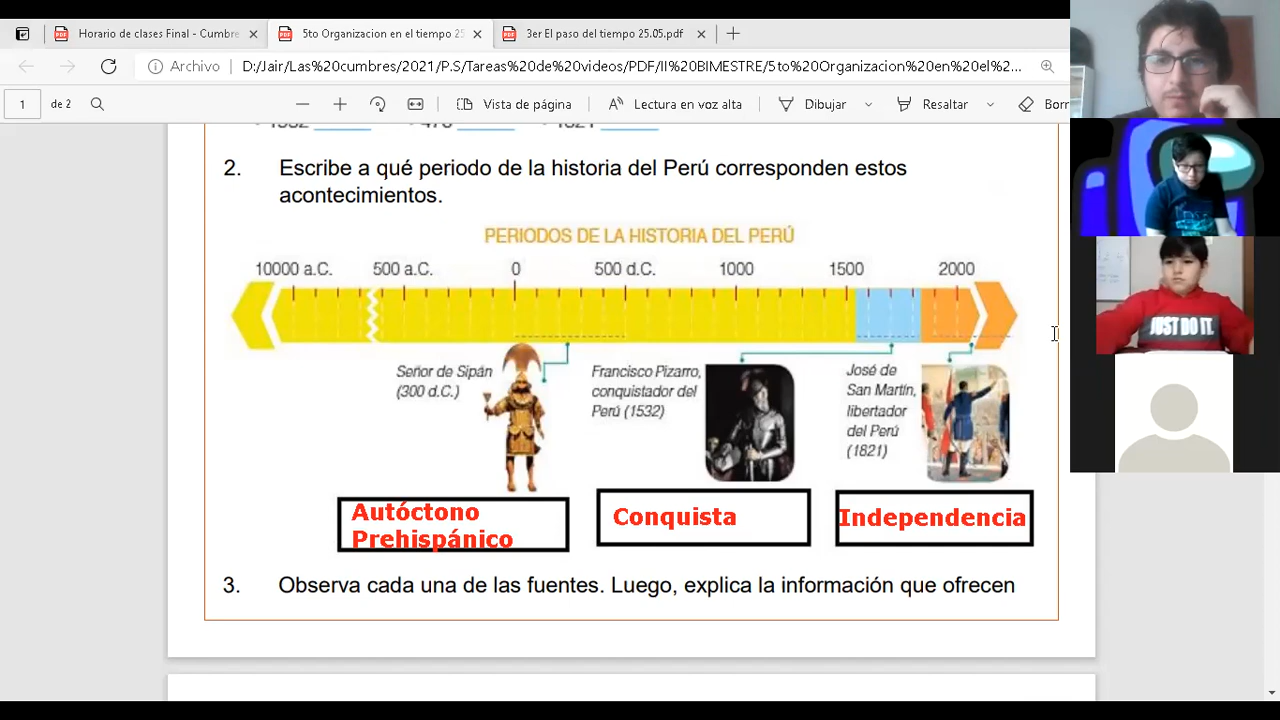 Horario de clases Final - Cumbre
5to Organizacion en el tiempo 25
3er El paso del tiempo 25.05.pdf
Archivo
D:/Jair/Las%20cumbres/2021/P.S/Tareas%20de%20videos/PDF/II%20BIMESTRE/5to%20Organizacion%20en%20el%2...
1
de 2
Vista de página
Lectura en voz alta
Dibujar
Resaltar
Borr
2. Escribe a qué periodo de la historia del Perú corresponden estos
acontecimientos.
PERIODOS DE LA HISTORIA DEL PERÚ
10000 a.C. 500 a.C. 0 500 d.C. 1000 1500 2000
Señor de Sipán
(300 d.C.)
Francisco Pizarro,
conquistador del
Perú (1532)
José de
San Martín,
libertador
del Perú
(1821)
Autóctono
Prehispánico
Conquista
Independencia
3. Observa cada una de las fuentes. Luego, explica la información que ofrecen
JUST DO IT.